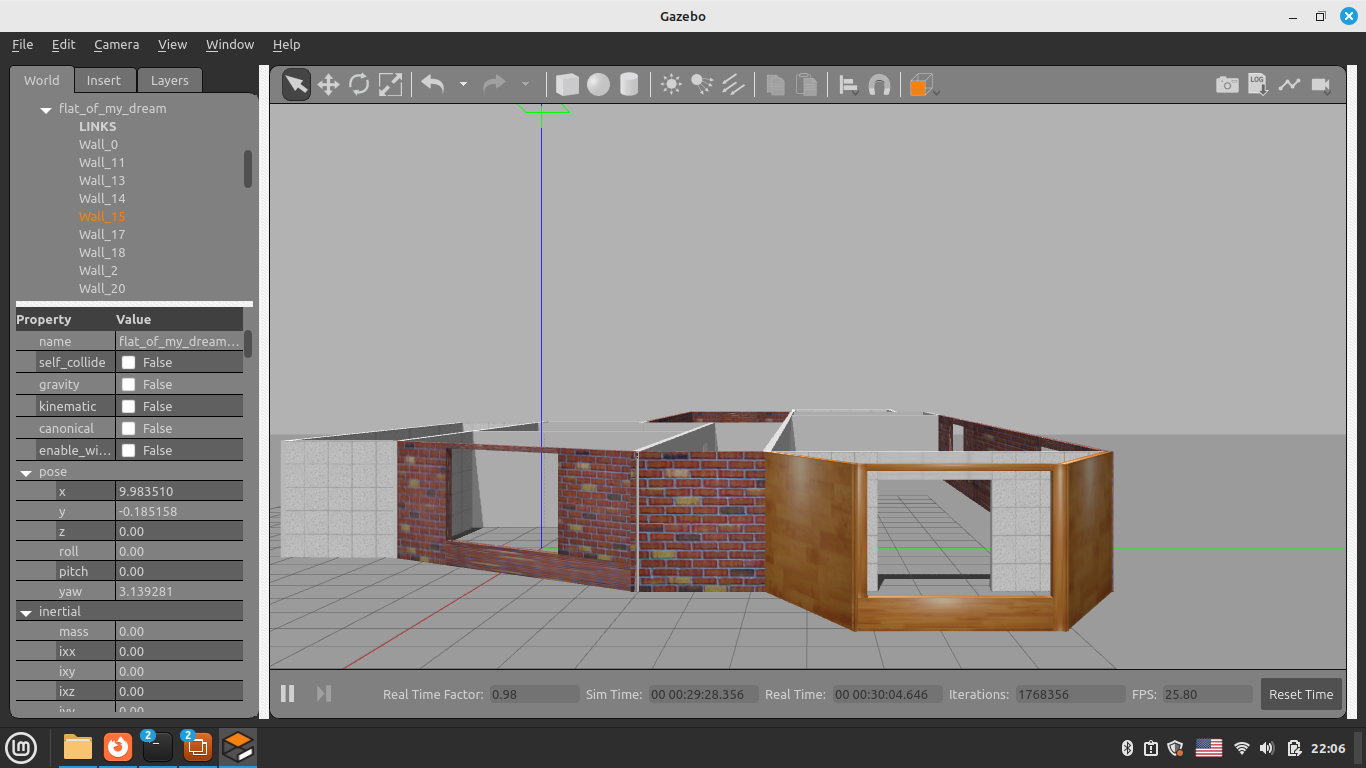 Gazebo
File Edit Camera View Window Help
World Insert Layers
LOG
flat_of_my_dream
LINKS
Wall_0
Wall_11
Wall_13
Wall_14
Wall_15
Wall_17
Wall_18
Wall_2
Wall_20
Property Value
name flat_of_my_dream...
self_collide False
gravity False
kinematic False
canonical False
enable_wi... False
pose
x 9.983510
y -0.185158
z 0.00
roll 0.00
pitch 0.00
yaw 3.139281
inertial
mass 0.00
ixx 0.00
ixy 0.00
ixz 0.00
Real Time Factor: 0.98 Sim Time: 00 00:29:28.356 Real Time: 00 00:30:04.646 Iterations: 1768356 FPS: 25.80 Reset Time
2 2 22:06